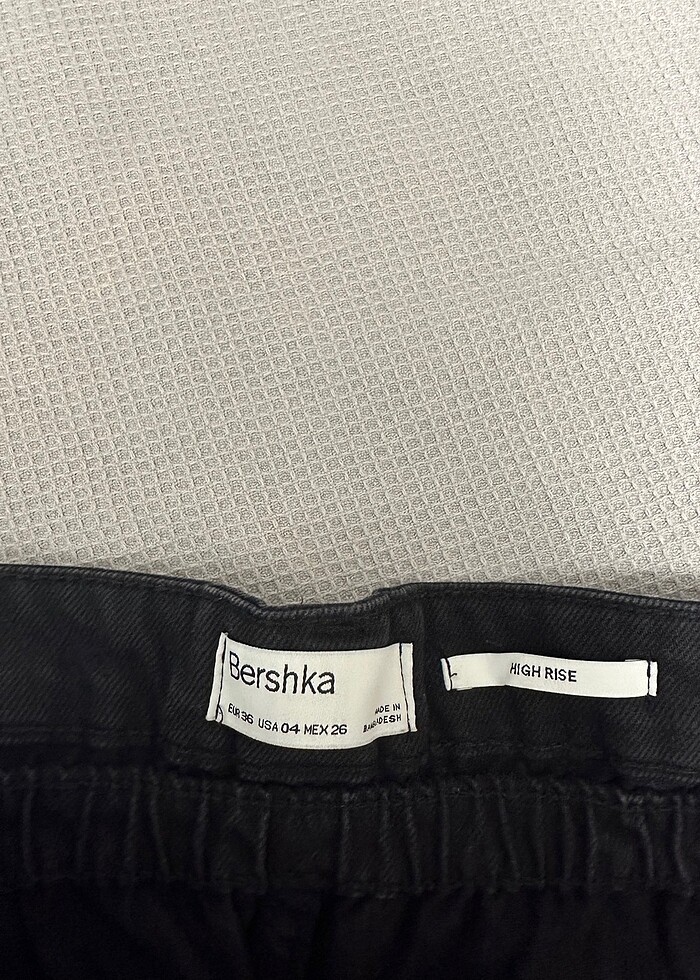 Bershka
EUR 36 USA 04 MEX 26
MADE IN
BANGLADESH
HIGH RISE